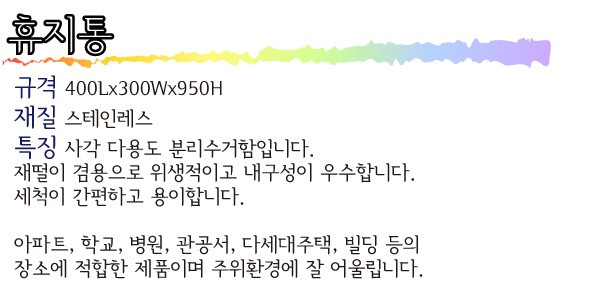 휴지통
규격 400Lx300Wx950H
재질 스테인레스
특징 사각 다용도 분리수거함입니다.
재떨이 겸용으로 위생적이고 내구성이 우수합니다.
세척이 간편하고 용이합니다.
아파트, 학교, 병원, 관공서, 다세대주택, 빌딩 등의
장소에 적합한 제품이며 주위환경에 잘 어울립니다.